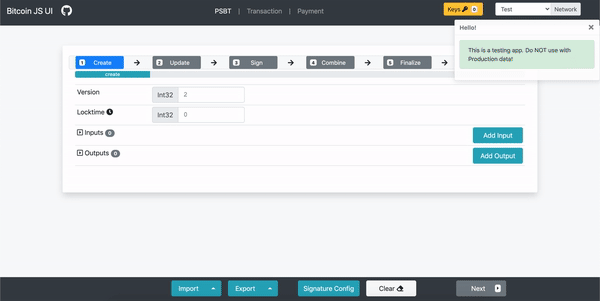 Bitcoin JS UI
PSBT | Transaction | Payment
Keys 0
Test Network
Hello! ×
This is a testing app. Do NOT use with
Production data!
1 Create
2 Update
3 Sign
4 Combine
5 Finalize
create
Version Int32 2
Locktime Int32 0
Inputs 0 Add Input
Outputs 0 Add Output
Import Export Signature Config Clear Next